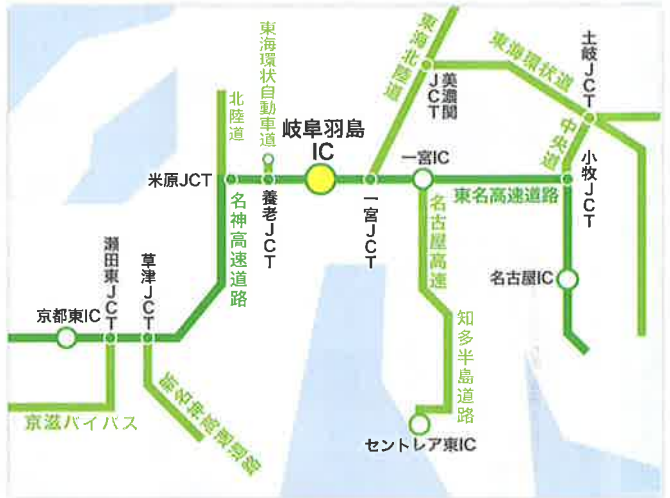 東海北陸道
東海環状道
土岐JCT
東海環状自動車道
美濃関
JCT
北陸道
岐阜羽島
IC
中央道
一宮IC
小牧JCT
米原JCT
養老JCT
一宮JCT
東名高速道路
名神高速道路
名古屋高速
瀬田東JCT
草津JCT
名古屋IC
京都東IC
知多半島道路
新名神高速道路
京滋バイパス
セントレア東IC